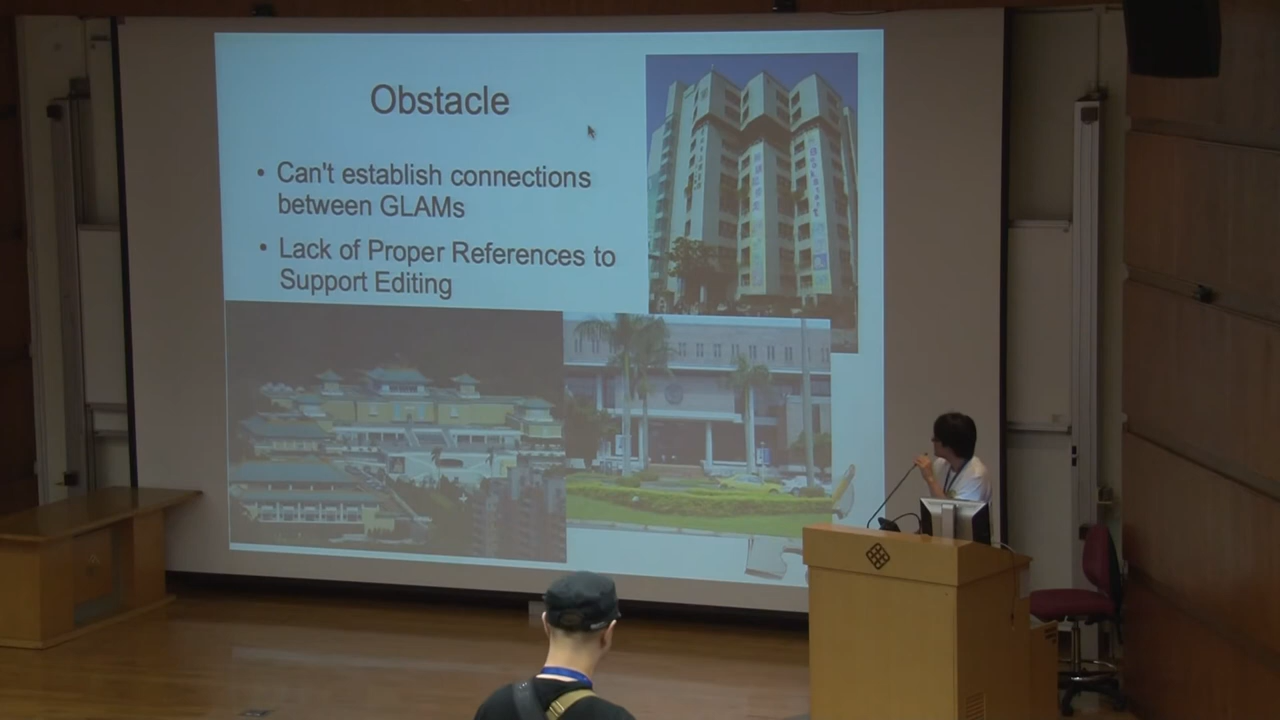 Obstacle
• Can't establish connections
between GLAMs
• Lack of Proper References to
Support Editing